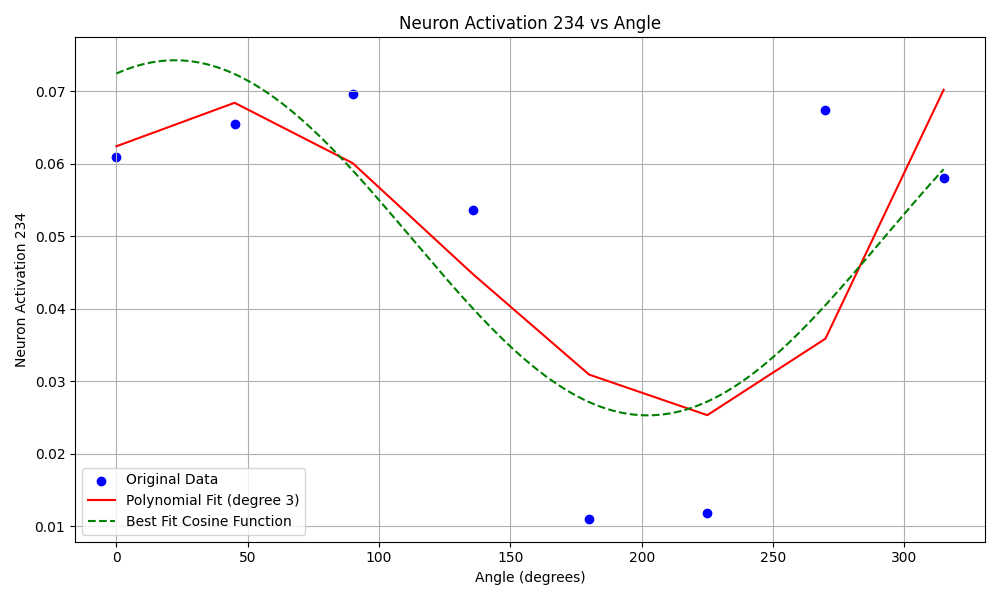 Neuron Activation 234 vs Angle
Neuron Activation 234
0.07
0.06
0.05
0.04
0.03
0.02
0.01
Original Data
Polynomial Fit (degree 3)
Best Fit Cosine Function
0
50
100
150
200
250
300
Angle (degrees)